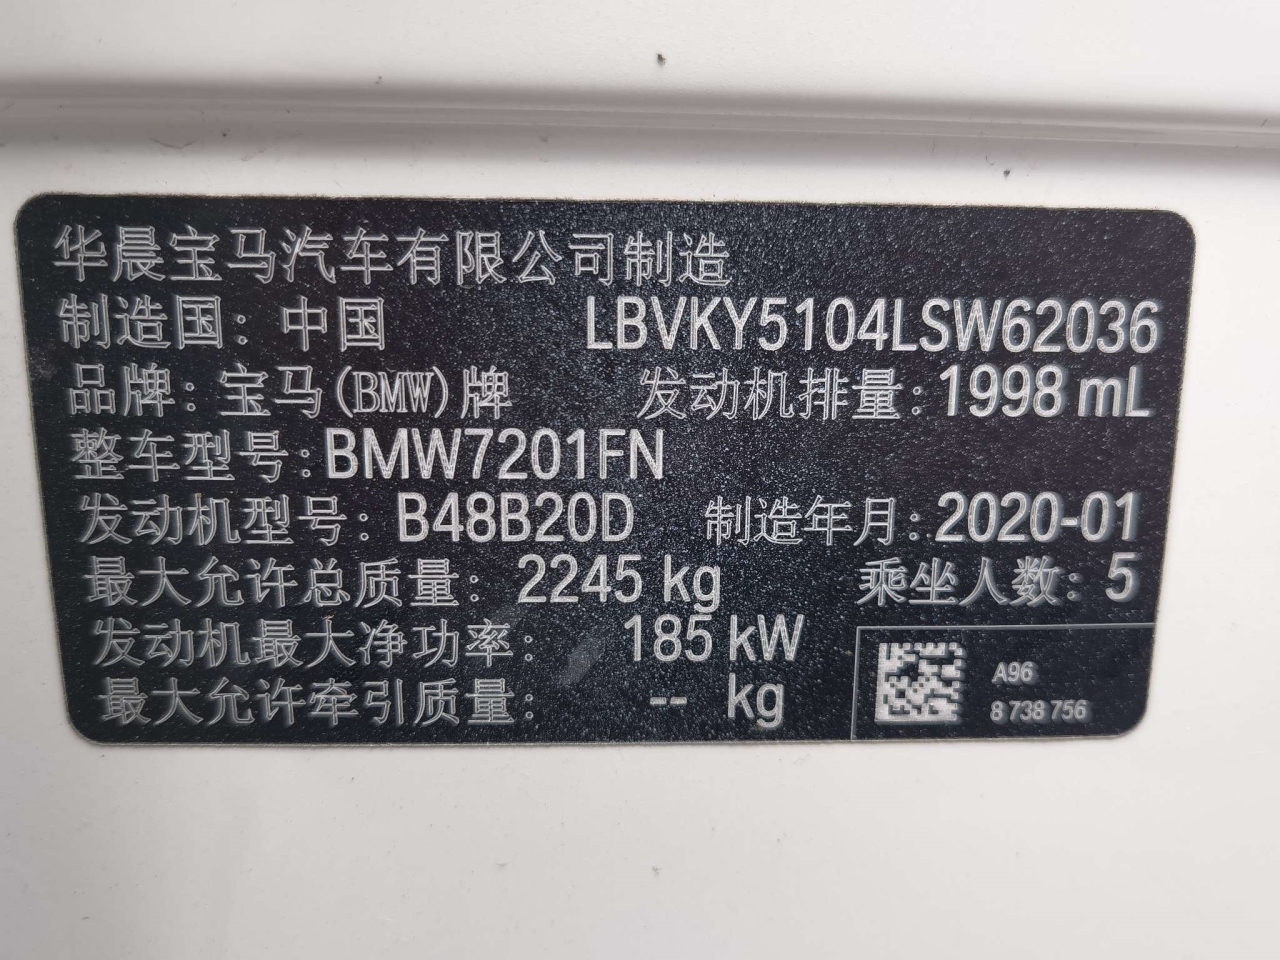 华晨宝马汽车有限公司制造
制造国：中国 LBVKY5104LSW62036
品牌：宝马(BMW)牌 发动机排量：1998 mL
整车型号：BMW7201FN
发动机型号：B48B20D 制造年月：2020-01
最大允许总质量：2245 kg 乘坐人数：5
发动机最大净功率：185 kW
最大允许牵引质量：-- kg
A96
8 738 756